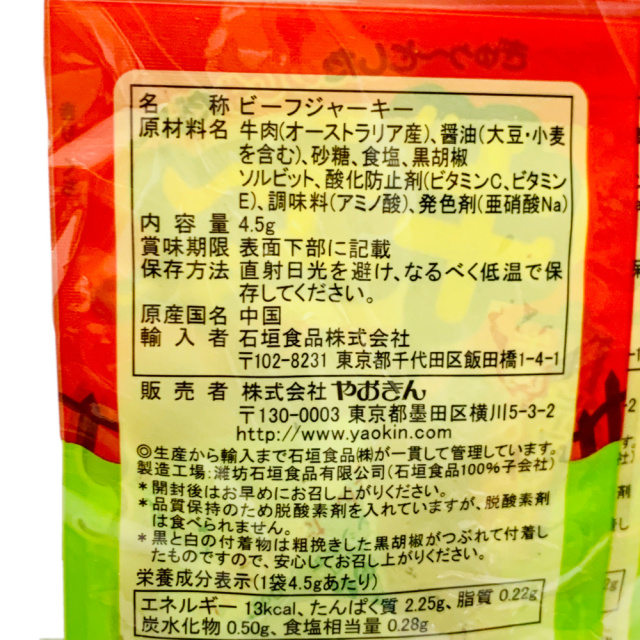 名称 ビーフジャーキー
原材料名 牛肉(オーストラリア産)、醤油(大豆・小麦
を含む)、砂糖、食塩、黒胡椒
ソルビット、酸化防止剤(ビタミンC、ビタミン
E)、調味料(アミノ酸)、発色剤(亜硝酸Na)
内容量 4.5g
賞味期限 表面下部に記載
保存方法 直射日光を避け、なるべく低温で保
存してください。
原産国名 中国
輸入者 石垣食品株式会社
〒102-8231 東京都千代田区飯田橋1-4-1
販売者 株式会社やおきん
〒130-0003 東京都墨田区横川5-3-2
http://www.yaokin.com
◎生産から輸入まで石垣食品㈱が一貫して管理しています。
製造工場:濰坊石垣食品有限公司(石垣食品100%子会社)
*開封後はお早めにお召し上がりください。
*品質保持のため脱酸素剤を入れていますが、脱酸素剤
は食べられません。
*黒と白の付着物は粗挽きした黒胡椒がつぶれて付着し
たものですので、安心してお召し上がりください。
栄養成分表示(1袋4.5gあたり)
エネルギー 13kcal、たんぱく質 2.25g、脂質 0.22g
炭水化物 0.50g、食塩相当量 0.28g